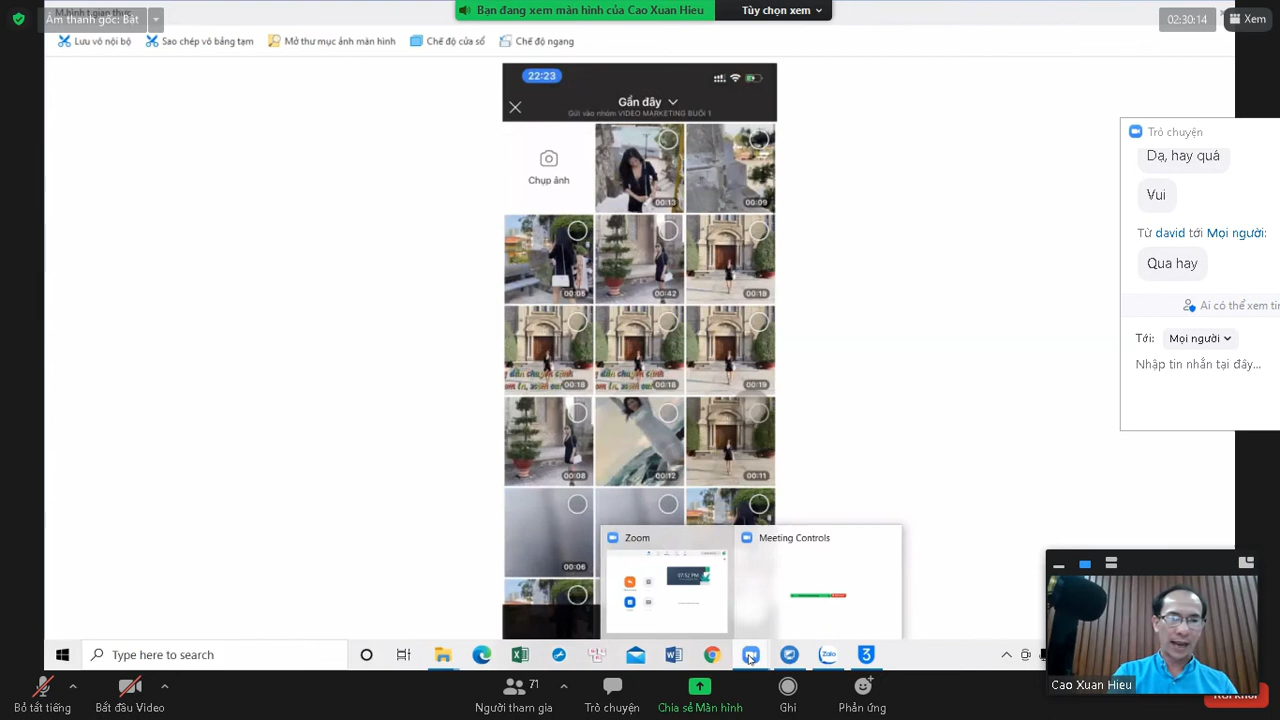 M.hình t.gian thực
Âm thanh gốc: Bật
Bạn đang xem màn hình của Cao Xuan Hieu
Tùy chọn xem
02:30:14
Xem
Lưu vô nội bộ
Sao chép vô bảng tạm
Mở thư mục ảnh màn hình
Chế độ cửa sổ
Chế độ ngang
22:23
Gần đây
Gửi vào nhóm VIDEO MARKETING BUỔI 1
Chụp ảnh
00:13
00:09
00:08
00:42
00:18
00:18
00:18
00:19
00:08
00:12
00:11
00:06
Trò chuyện
Dạ, hay quá
Vui
Từ david tới Mọi người:
Qua hay
Ai có thể xem tin
Tới: Mọi người
Nhập tin nhắn tại đây...
Zoom
Meeting Controls
07:52 PM
Type here to search
Zalo
Cao Xuan Hieu
Bỏ tắt tiếng
Bắt đầu Video
71
Người tham gia
Trò chuyện
Chia sẻ Màn hình
Ghi
Phản ứng
Rời khỏi